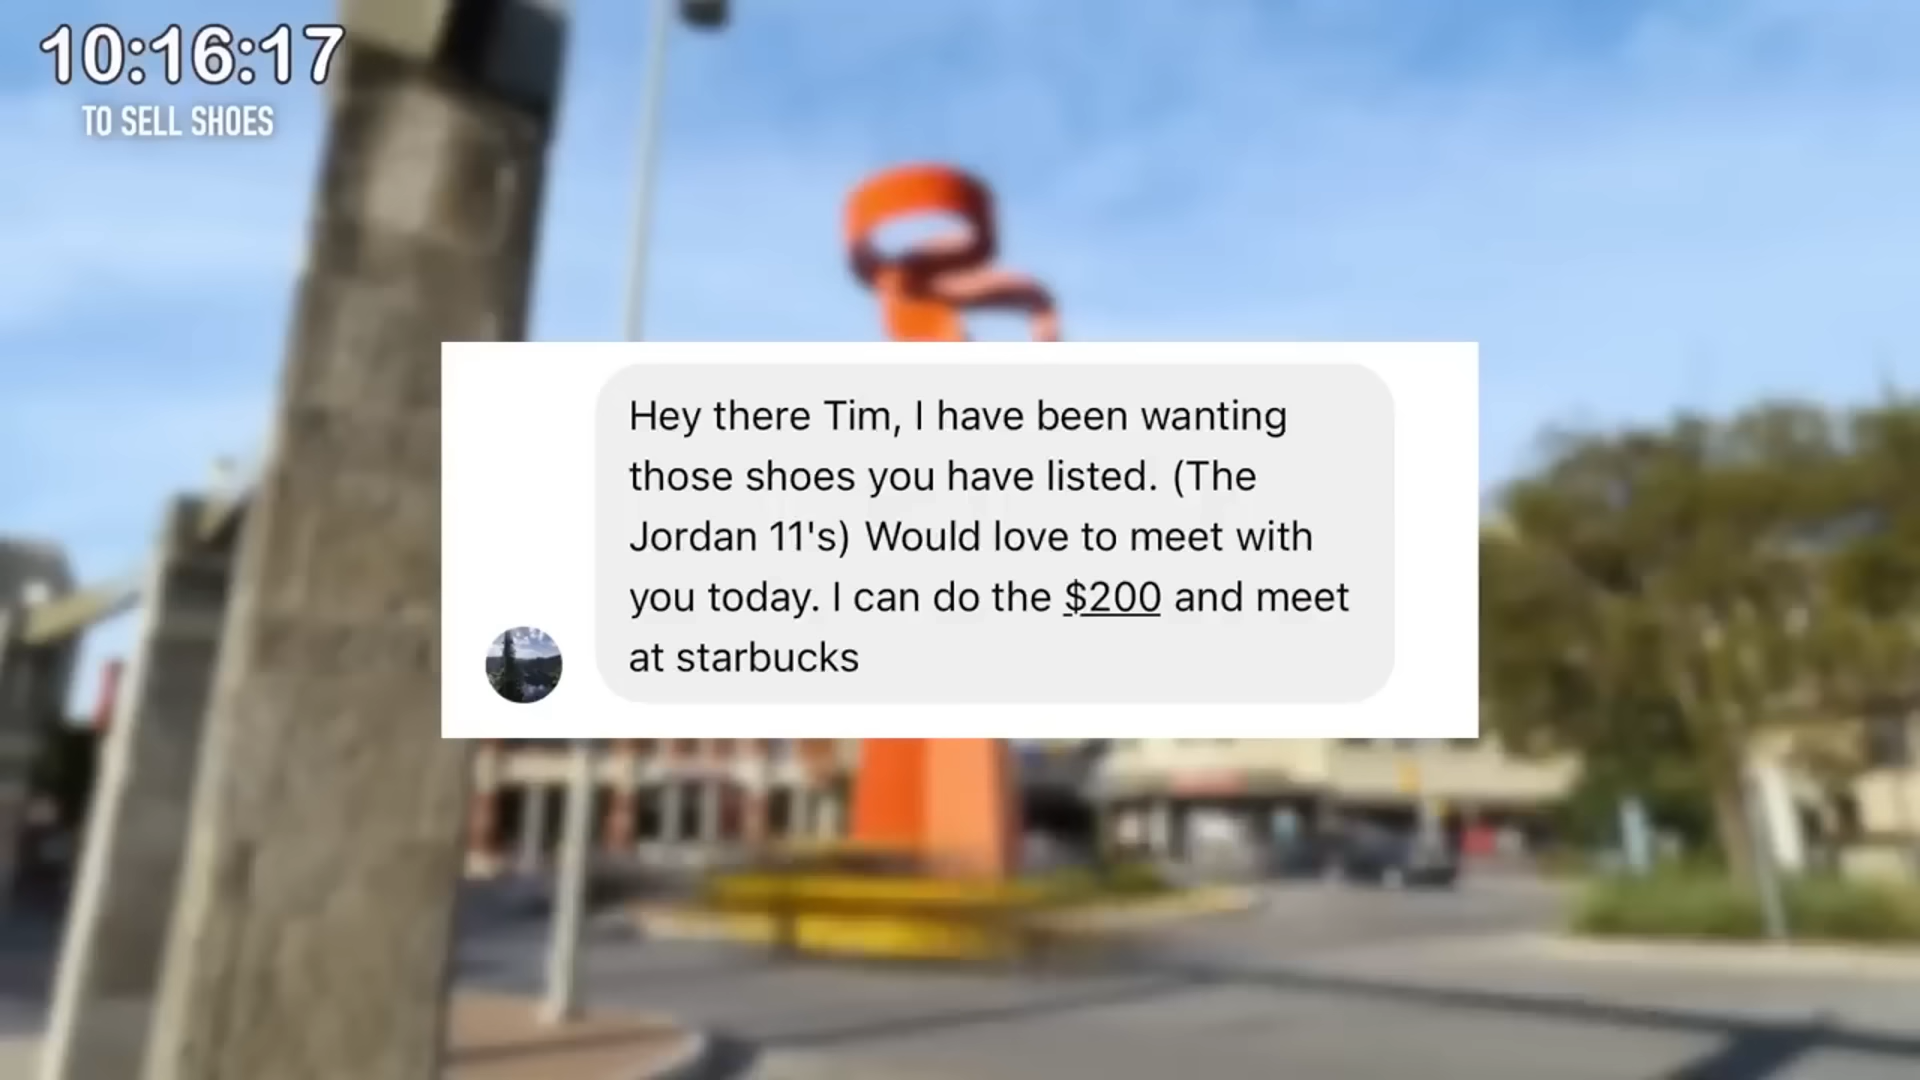 10:16:17
TO SELL SHOES
Hey there Tim, I have been wanting
those shoes you have listed. (The
Jordan 11's) Would love to meet with
you today. I can do the $200 and meet
at starbucks